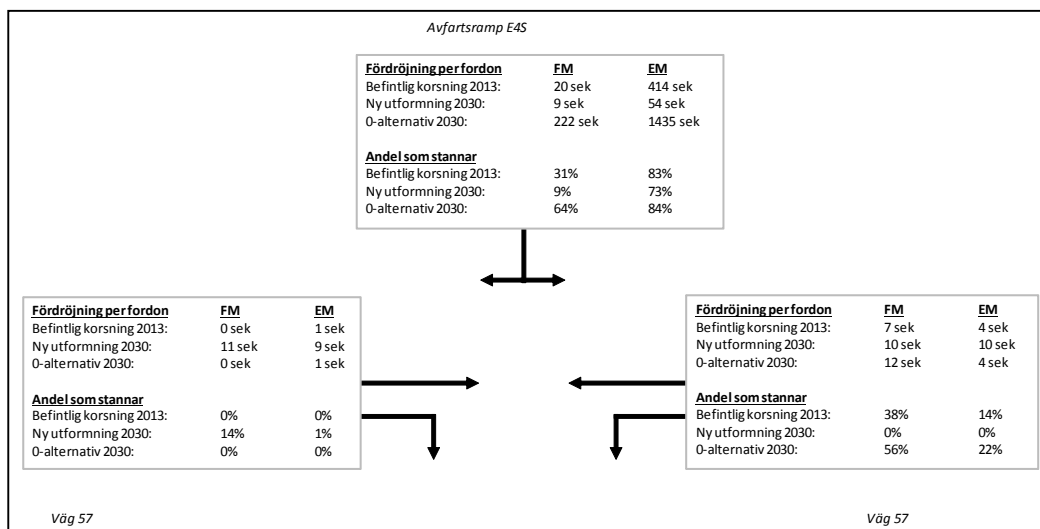 Avfartsramp E4S
Fördröjning per fordon FM EM
Befintlig korsning 2013: 20 sek 414 sek
Ny utformning 2030: 9 sek 54 sek
0-alternativ 2030: 222 sek 1435 sek
Andel som stannar
Befintlig korsning 2013: 31% 83%
Ny utformning 2030: 9% 73%
0-alternativ 2030: 64% 84%
Fördröjning per fordon FM EM
Befintlig korsning 2013: 0 sek 1 sek
Ny utformning 2030: 11 sek 9 sek
0-alternativ 2030: 0 sek 1 sek
Andel som stannar
Befintlig korsning 2013: 0% 0%
Ny utformning 2030: 14% 1%
0-alternativ 2030: 0% 0%
Fördröjning per fordon FM EM
Befintlig korsning 2013: 7 sek 4 sek
Ny utformning 2030: 10 sek 10 sek
0-alternativ 2030: 12 sek 4 sek
Andel som stannar
Befintlig korsning 2013: 38% 14%
Ny utformning 2030: 0% 0%
0-alternativ 2030: 56% 22%
Väg 57
Väg 57